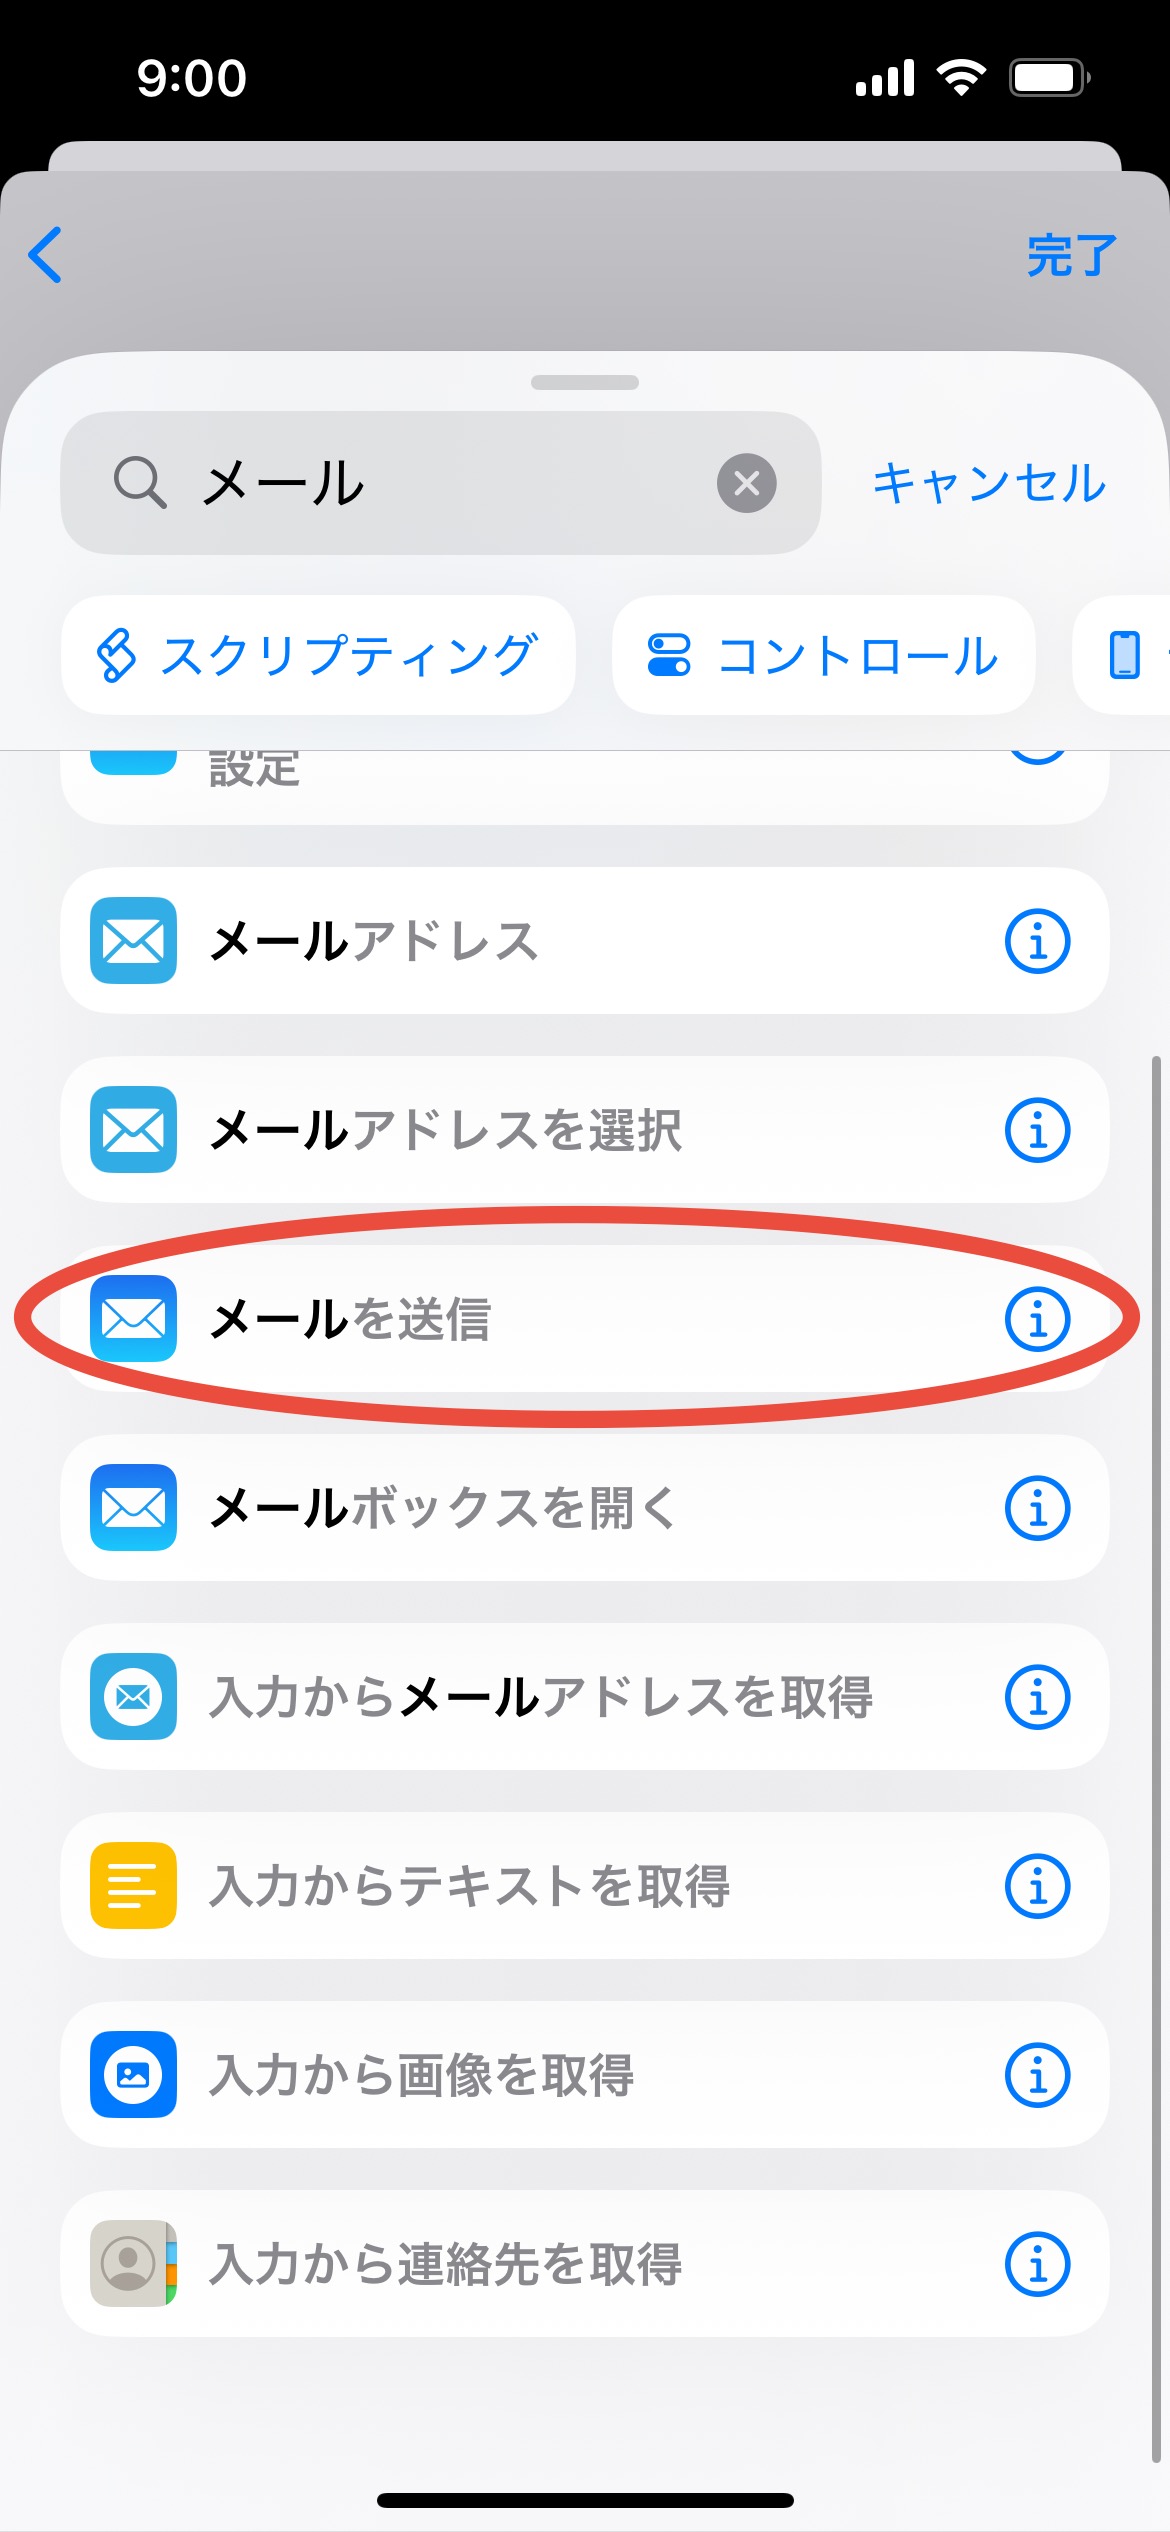 9:00
完了
メール
キャンセル
スクリプティング
コントロール
設定
メールアドレス
メールアドレスを選択
メールを送信
メールボックスを開く
入力からメールアドレスを取得
入力からテキストを取得
入力から画像を取得
入力から連絡先を取得